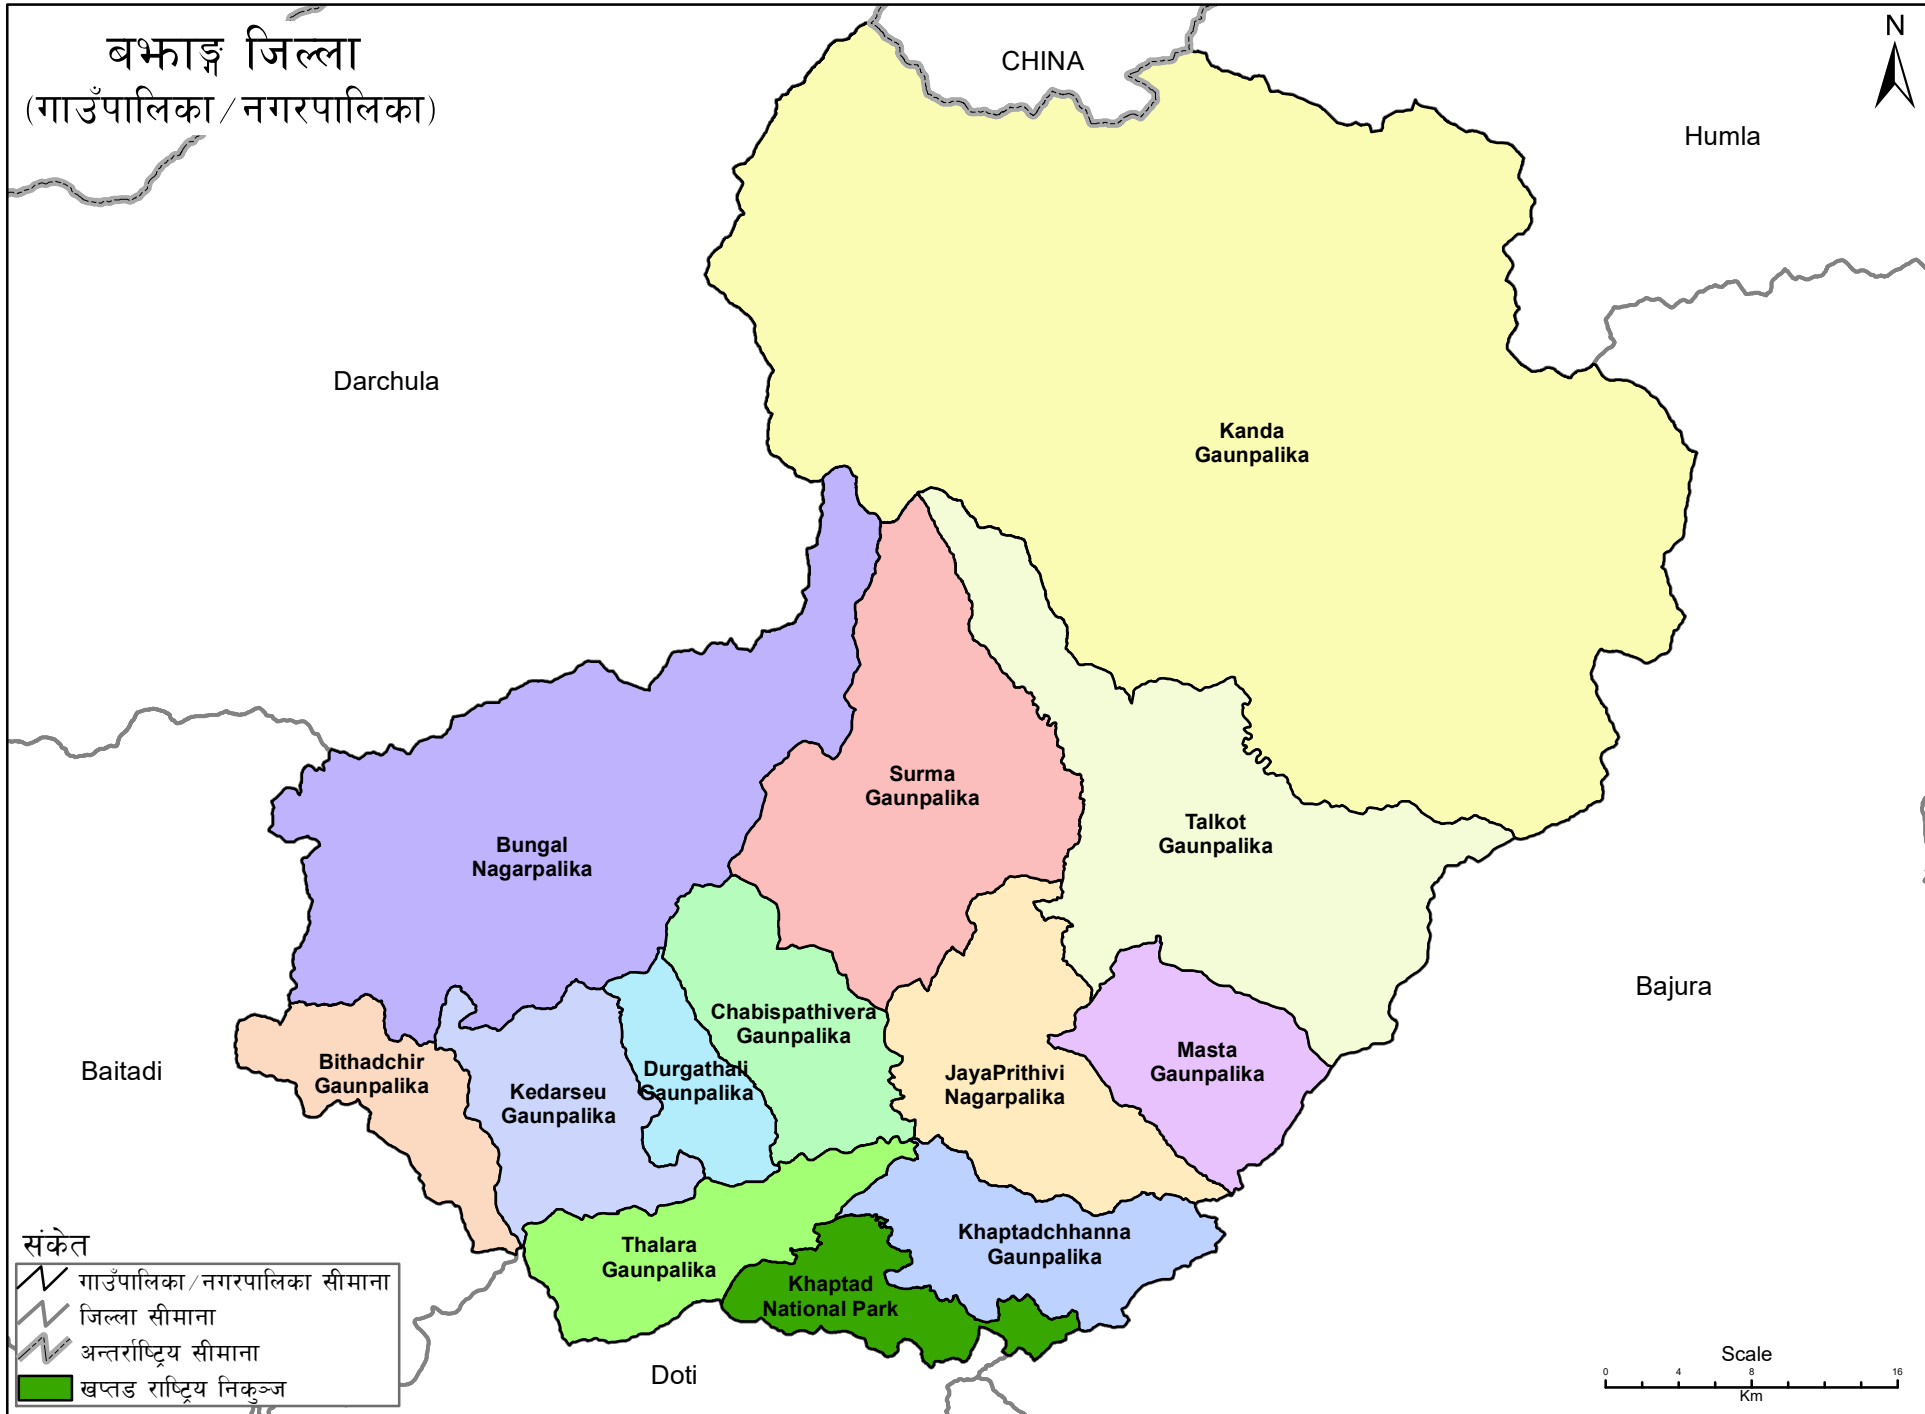 बझाङ्ग जिल्ला
(गाउँपालिका/नगरपालिका)
CHINA
N
Humla
Darchula
Kanda
Gaunpalika
Surma
Gaunpalika
Talkot
Gaunpalika
Bungal
Nagarpalika
Bajura
Chabispathivera
Gaunpalika
Masta
Gaunpalika
Baitadi
Bithadchir
Gaunpalika
Durgathali
Gaunpalika
JayaPrithivi
Nagarpalika
Kedarseu
Gaunpalika
Khaptadchhanna
Gaunpalika
Thalara
Gaunpalika
Khaptad
National Park
Doti
संकेत
गाउँपालिका/नगरपालिका सीमाना
जिल्ला सीमाना
अन्तर्राष्ट्रिय सीमाना
खप्तड राष्ट्रिय निकुञ्ज
Scale
0 4 8 16
Km